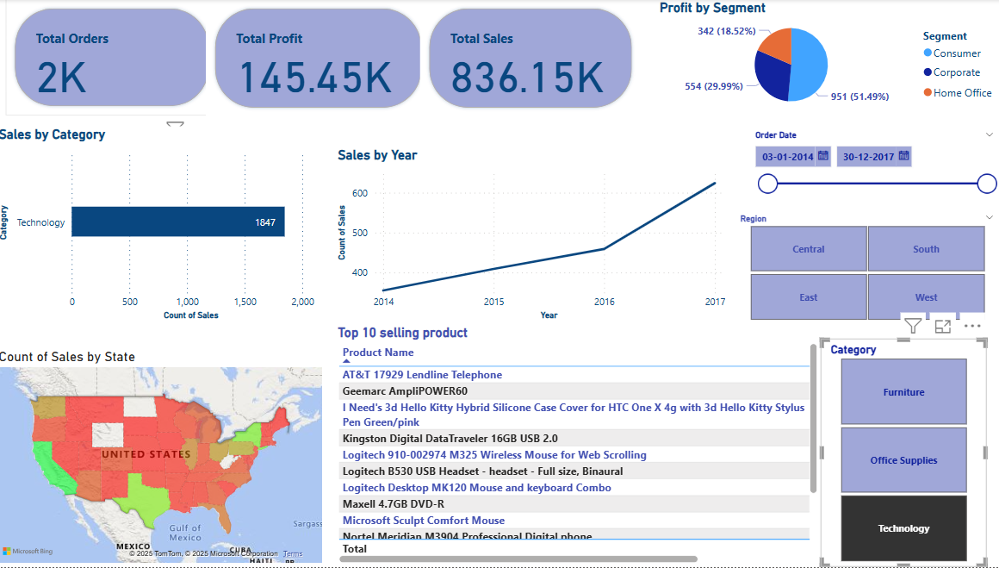 Total Orders
2K
Total Profit
145.45K
Total Sales
836.15K
Profit by Segment
342 (18.52%)
554 (29.99%)
951 (51.49%)
Segment
Consumer
Corporate
Home Office
Sales by Category
Category
Technology
1847
0
500
1,000
1,500
2,000
Count of Sales
Sales by Year
Count of Sales
600
500
400
2014
2015
2016
2017
Year
Order Date
03-01-2014
30-12-2017
Region
Central
South
East
West
Count of Sales by State
UNITED STATES
Gulf of
Mexico
Sargass
MEXICO
CUBA
HAITI
Microsoft Bing
© 2025 TomTom, © 2025 Microsoft Corporation
Terms
Top 10 selling product
Product Name
AT&T 17929 Lendline Telephone
Geemarc AmpliPOWER60
I Need's 3d Hello Kitty Hybrid Silicone Case Cover for HTC One X 4g with 3d Hello Kitty Stylus
Pen Green/pink
Kingston Digital DataTraveler 16GB USB 2.0
Logitech 910-002974 M325 Wireless Mouse for Web Scrolling
Logitech B530 USB Headset - headset - Full size, Binaural
Logitech Desktop MK120 Mouse and keyboard Combo
Maxell 4.7GB DVD-R
Microsoft Sculpt Comfort Mouse
Nortel Meridian M3904 Professional Digital phone
Total
Category
Furniture
Office Supplies
Technology